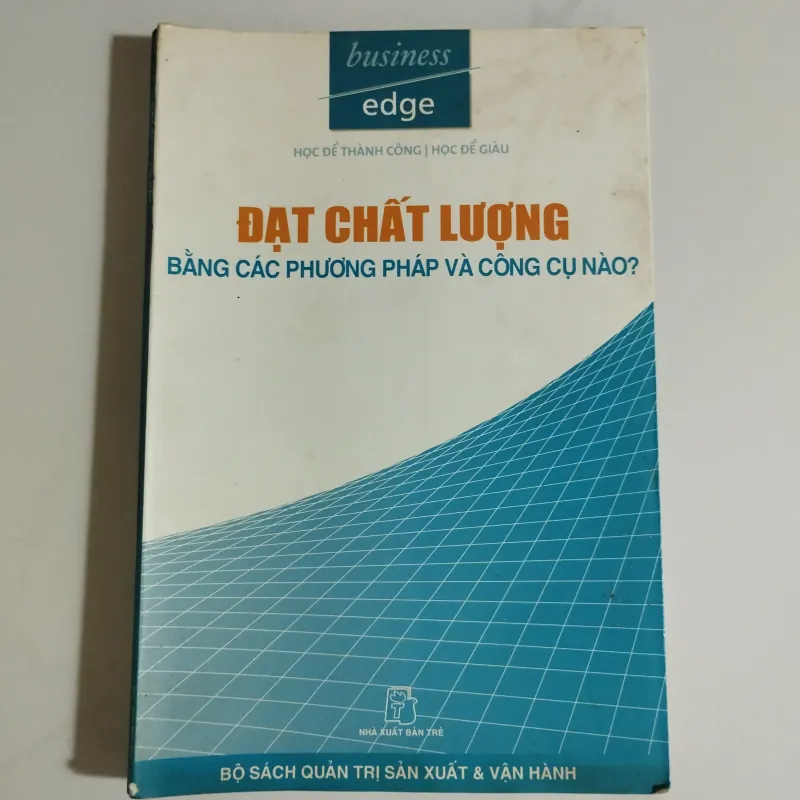 business
edge
HỌC ĐỂ THÀNH CÔNG | HỌC ĐỂ GIÀU
ĐẠT CHẤT LƯỢNG
BẰNG CÁC PHƯƠNG PHÁP VÀ CÔNG CỤ NÀO?
T
NHÀ XUẤT BẢN TRẺ
BỘ SÁCH QUẢN TRỊ SẢN XUẤT & VẬN HÀNH